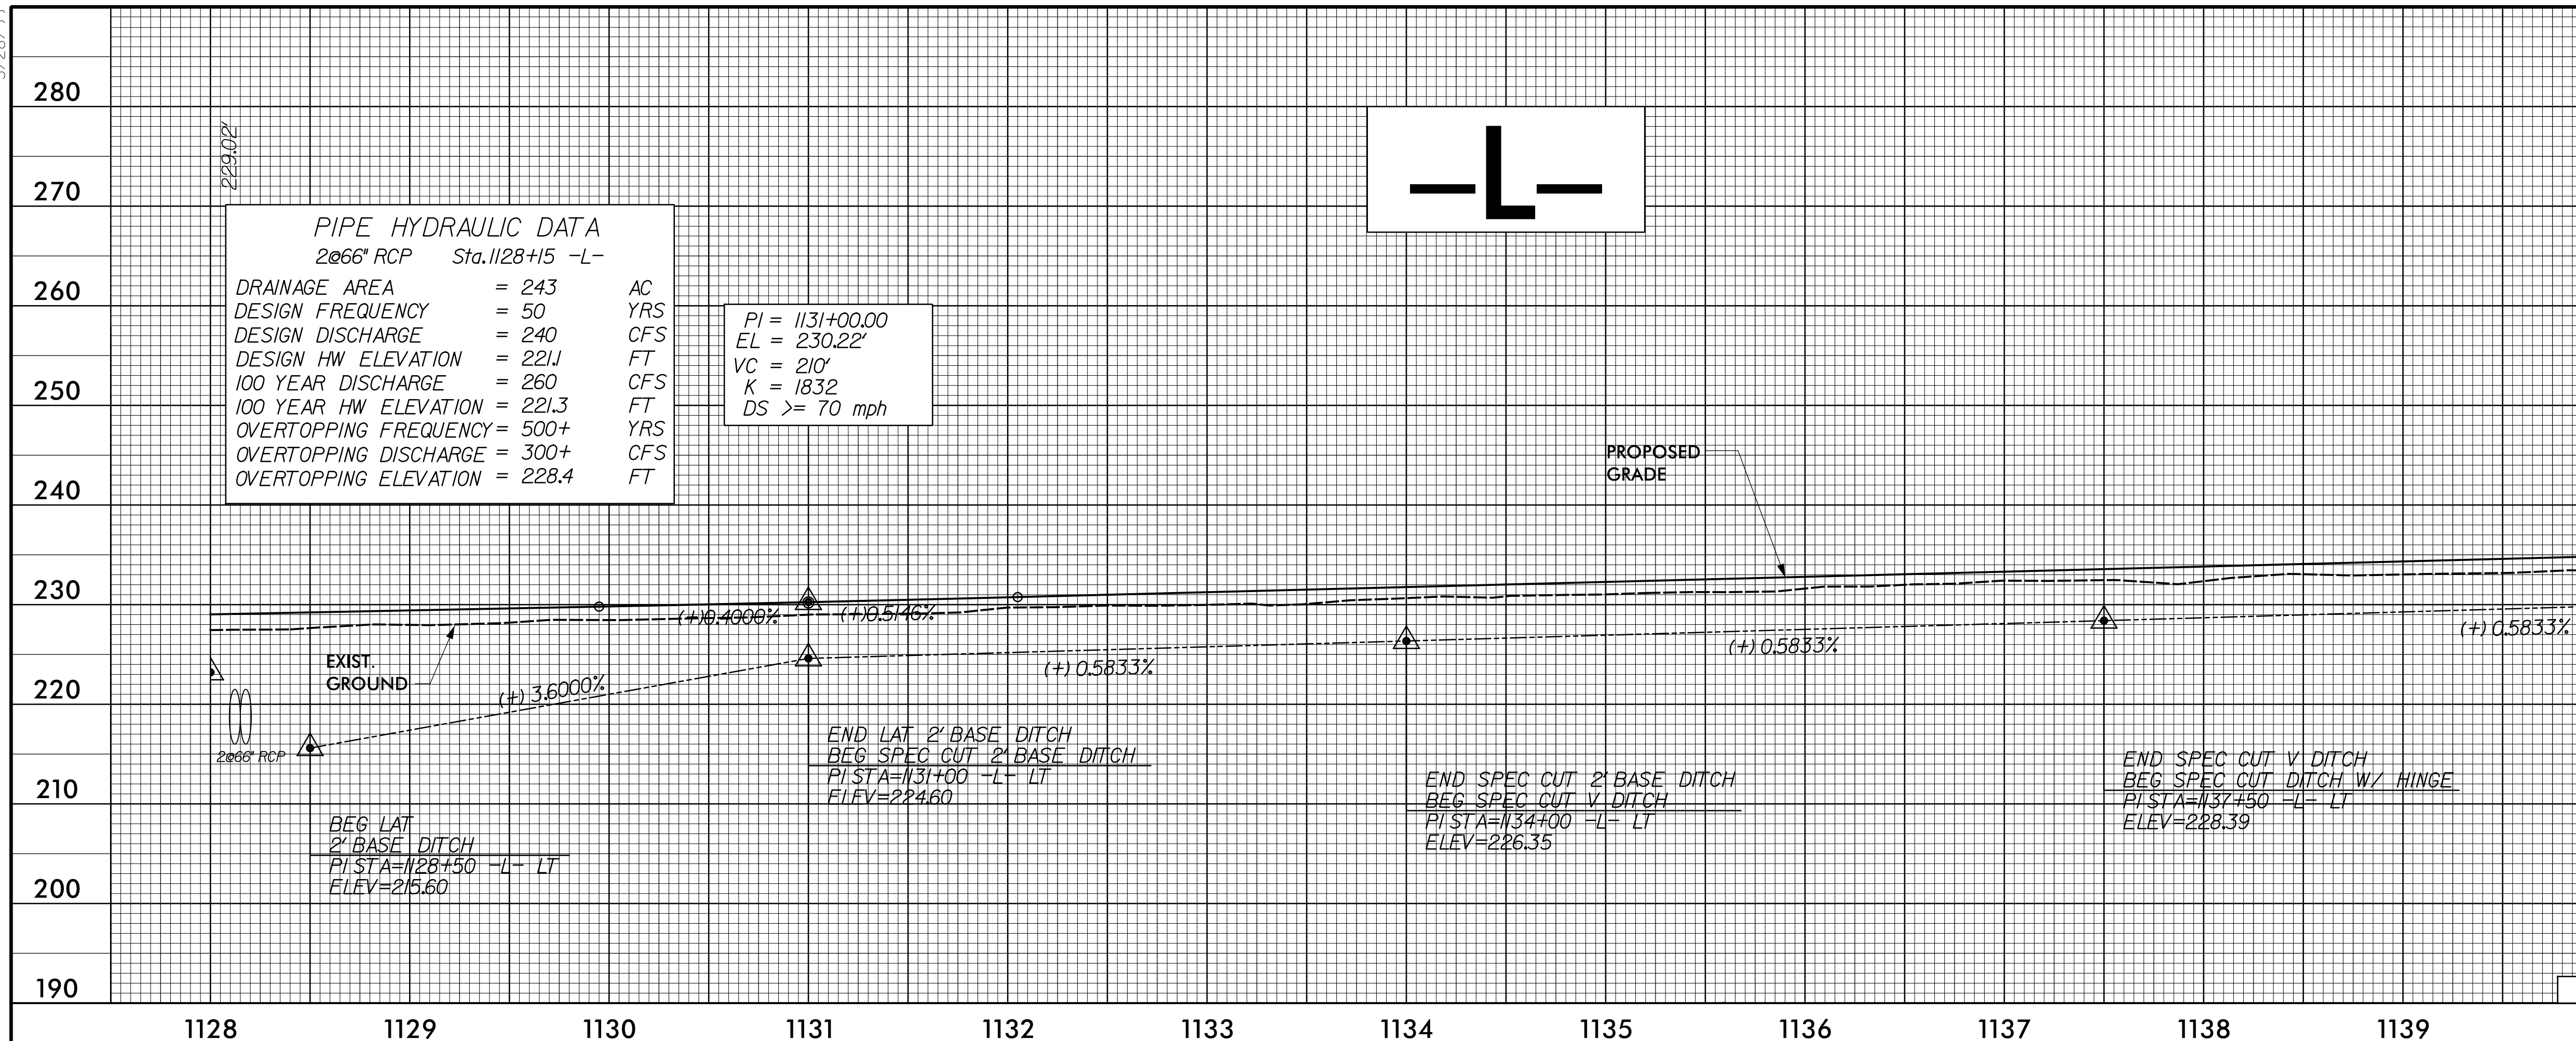 280
270
260
250
240
230
220
210
200
190
229.02'
PIPE HYDRAULIC DATA
2@66" RCP Sta.1128+15 -L-
DRAINAGE AREA = 243 AC
DESIGN FREQUENCY = 50 YRS
DESIGN DISCHARGE = 240 CFS
DESIGN HW ELEVATION = 221.1 FT
100 YEAR DISCHARGE = 260 CFS
100 YEAR HW ELEVATION = 221.3 FT
OVERTOPPING FREQUENCY = 500+ YRS
OVERTOPPING DISCHARGE = 300+ CFS
OVERTOPPING ELEVATION = 228.4 FT
PI = 1131+00.00
EL = 230.22'
VC = 210'
K = 1832
DS >= 70 mph
-L-
PROPOSED
GRADE
(+)0.4000%
(+)0.5146%
EXIST.
GROUND
(+) 3.6000%
(+) 0.5833%
(+) 0.5833%
(+) 0.5833%
2@66" RCP
BEG LAT
2' BASE DITCH
PI STA=1128+50 -L- LT
ELEV=215.60
END LAT 2' BASE DITCH
BEG SPEC CUT 2' BASE DITCH
PI STA=1131+00 -L- LT
ELEV=224.60
END SPEC CUT 2' BASE DITCH
BEG SPEC CUT V DITCH
PI STA=1134+00 -L- LT
ELEV=226.35
END SPEC CUT V DITCH
BEG SPEC CUT DITCH W/ HINGE
PI STA=1137+50 -L- LT
ELEV=228.39
1128 1129 1130 1131 1132 1133 1134 1135 1136 1137 1138 1139